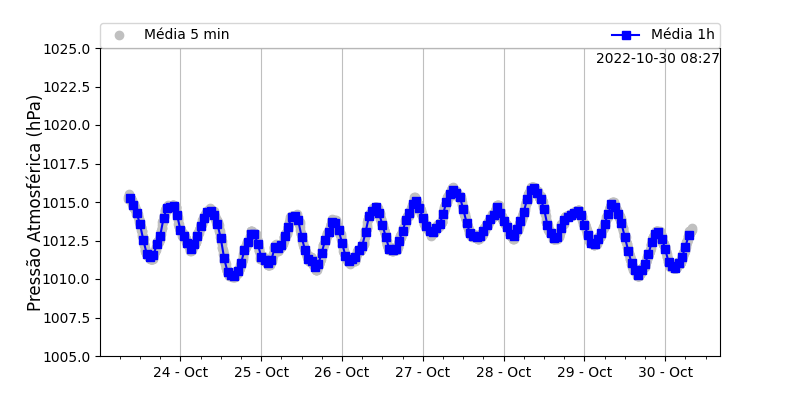 Média 5 min
Média 1h
2022-10-30 08:27
Pressão Atmosférica (hPa)
1025.0
1022.5
1020.0
1017.5
1015.0
1012.5
1010.0
1007.5
1005.0
24 - Oct
25 - Oct
26 - Oct
27 - Oct
28 - Oct
29 - Oct
30 - Oct